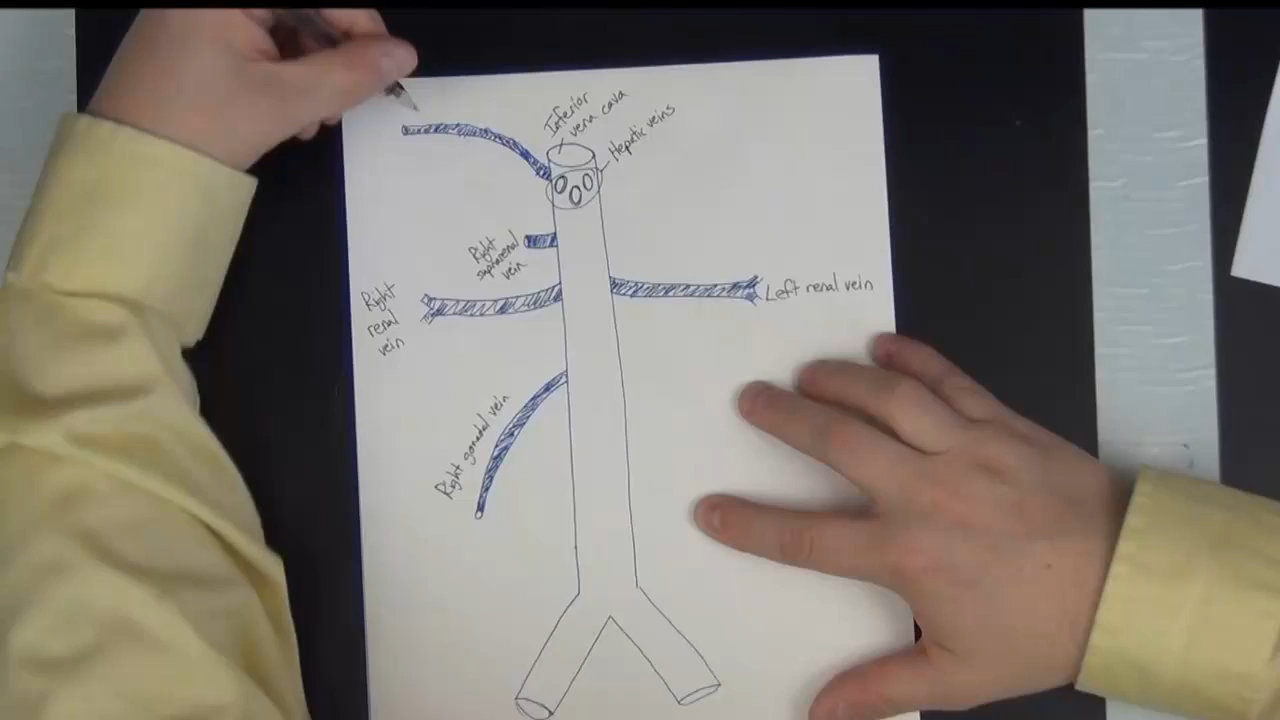 Inferior
vena cava
Hepatic veins
Right
suprarenal
vein
Right
renal
vein
Left renal vein
Right gonadal vein